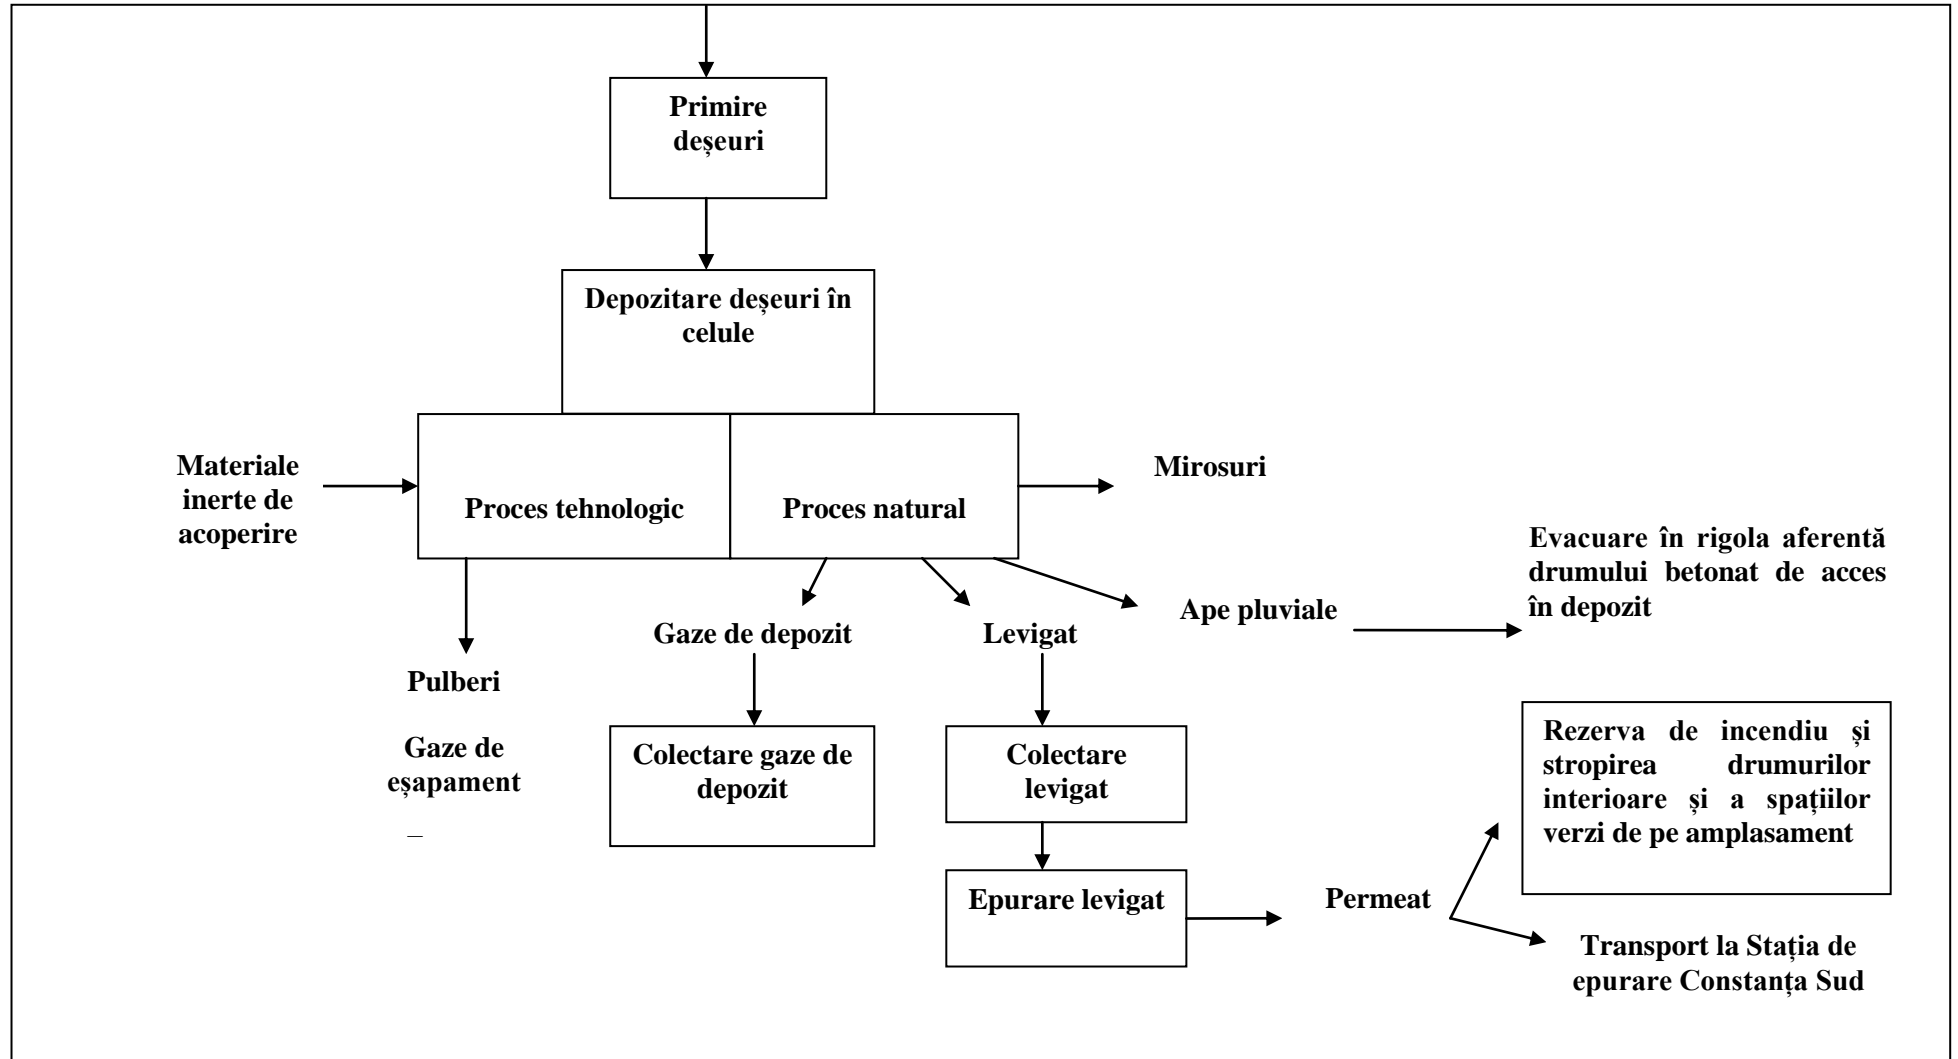 Primire
deșeuri
Depozitare deșeuri în
celule
Materiale
inerte de
acoperire
Proces tehnologic
Proces natural
Mirosuri
Evacuare în rigola aferentă
drumului betonat de acces
în depozit
Ape pluviale
Gaze de depozit
Levigat
Pulberi
Gaze de
eșapament
_
Colectare gaze de
depozit
Colectare
levigat
Rezerva de incendiu și
stropirea drumurilor
interioare și a spațiilor
verzi de pe amplasament
Epurare levigat
Permeat
Transport la Stația de
epurare Constanța Sud